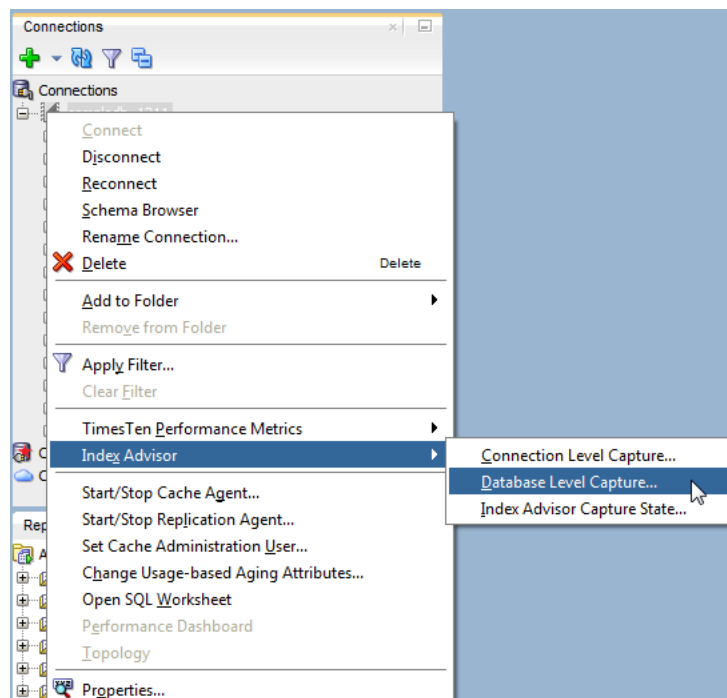 Connections
Connections
Connect
Disconnect
Reconnect
Schema Browser
Rename Connection...
Delete Delete
Add to Folder
Remove from Folder
Apply Filter...
Clear Filter
TimesTen Performance Metrics
Index Advisor
Connection Level Capture...
Database Level Capture...
Index Advisor Capture State...
Start/Stop Cache Agent...
Start/Stop Replication Agent...
Set Cache Administration User...
Change Usage-based Aging Attributes...
Open SQL Worksheet
Performance Dashboard
Topology
Properties...